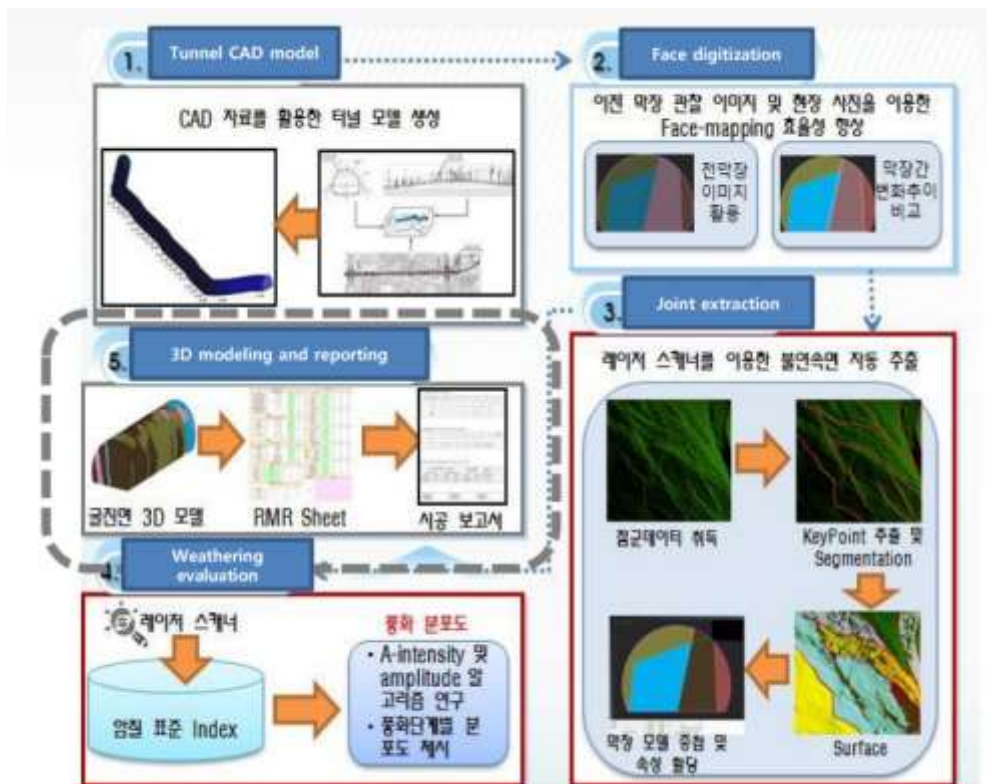 1. Tunnel CAD model
CAD 자료를 활용한 터널 모델 생성
2. Face digitization
이전 막장 관찰 이미지 및 현장 사진을 이용한
Face-mapping 효율성 향상
전막장
이미지
활용
막장간
변화추이
비교
3. Joint extraction
레이저 스캐너를 이용한 불연속면 자동 추출
점군데이터 취득
KeyPoint 추출 및
Segmentation
막장 모델 중첩 및
속성 할당
Surface
4. Weathering
evaluation
레이저 스캐너
암질 표준 Index
풍화 분포도
• A-intensity 및
amplitude 알
고리즘 연구
• 풍화단계별 분
포도 제시
5. 3D modeling and reporting
굴진면 3D 모델
RMR Sheet
시공 보고서